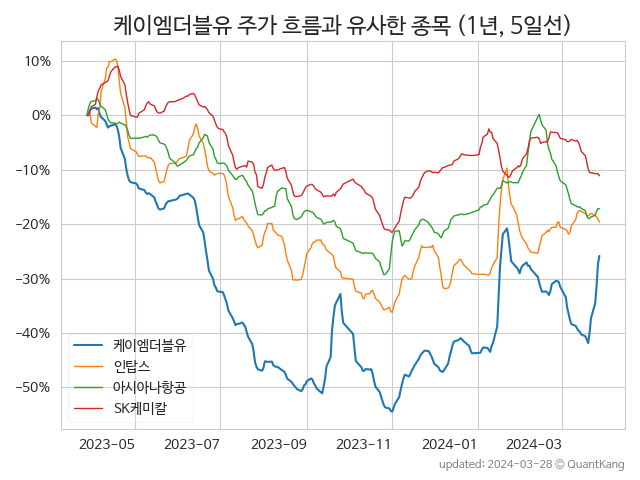 케이엠더블유 주가 흐름과 유사한 종목 (1년, 5일선)
10%
0%
−10%
−20%
−30%
−40%
−50%
케이엠더블유
인탑스
아시아나항공
SK케미칼
2023-05 2023-07 2023-09 2023-11 2024-01 2024-03
updated: 2024-03-28 © QuantKang